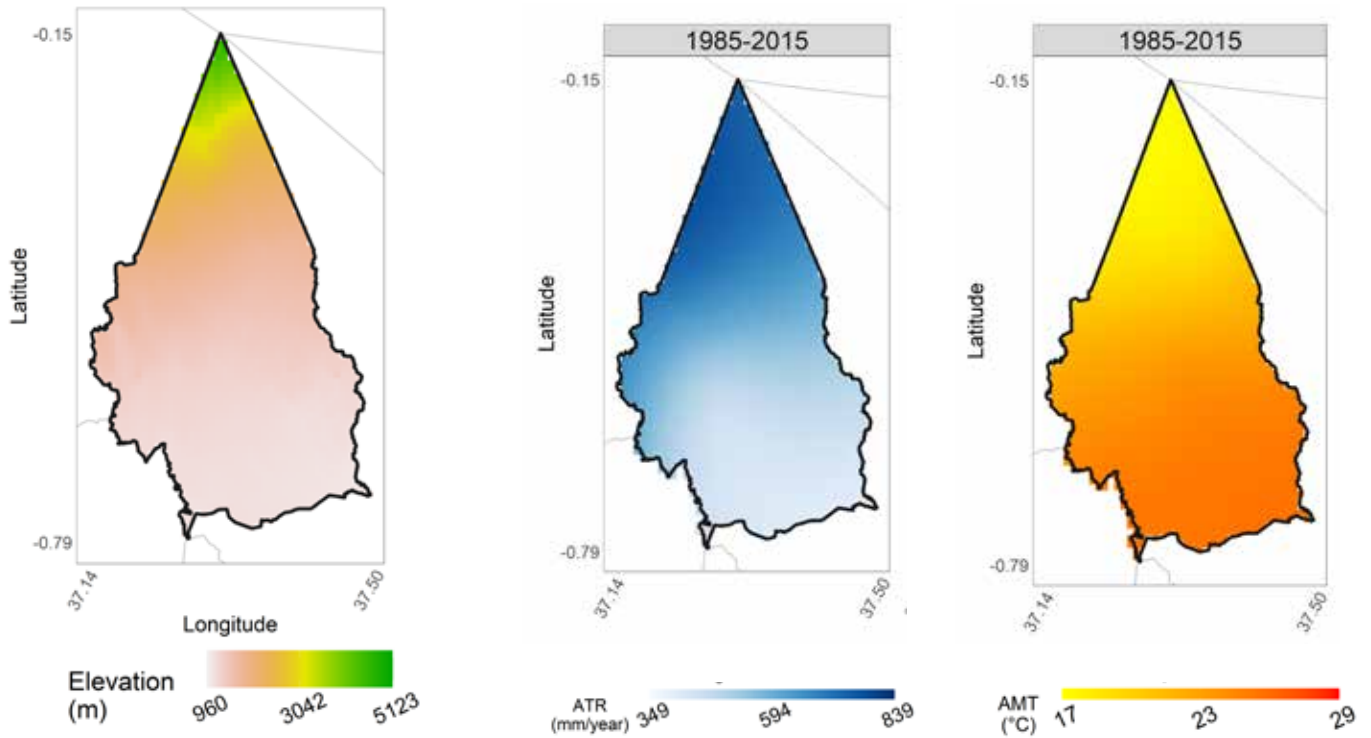 -0.15
Latitude
-0.79
37.14
37.50
Longitude
Elevation
(m)
960
3042
5123
1985-2015
-0.15
Latitude
-0.79
37.14
37.50
ATR
(mm/year)
349
594
839
1985-2015
-0.15
Latitude
-0.79
37.14
37.50
AMT
(°C)
17
23
29